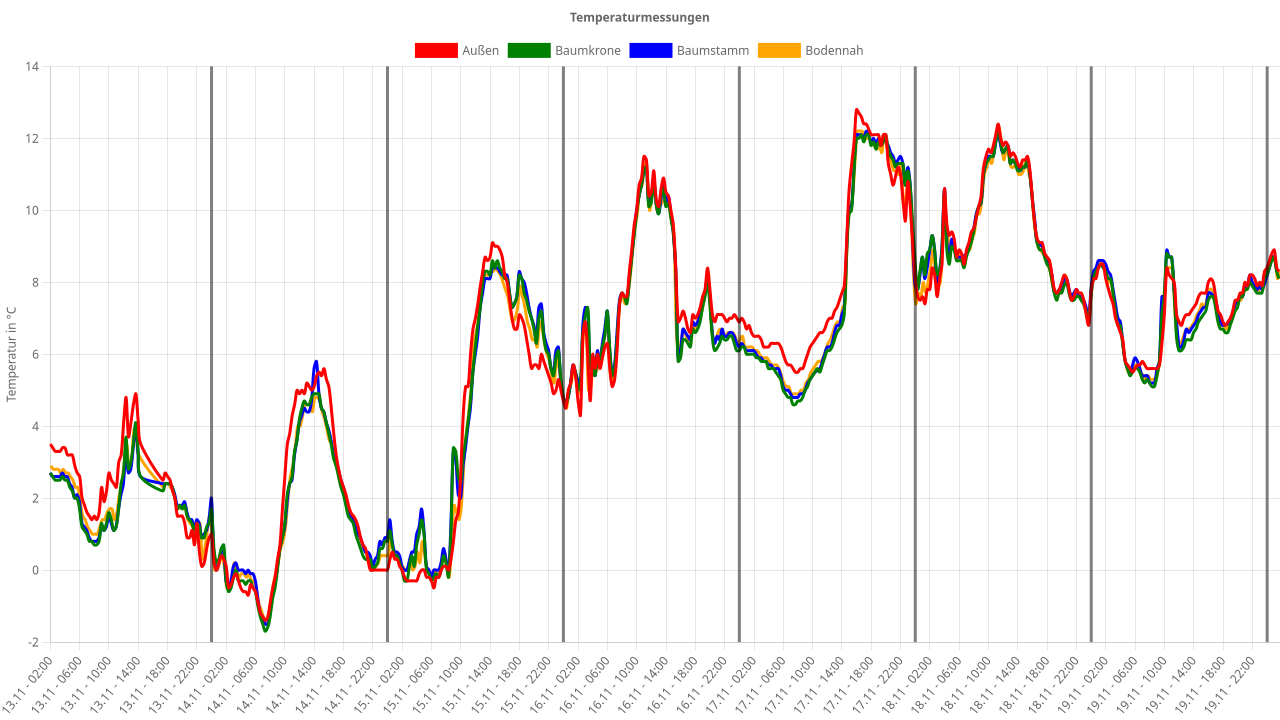 Temperaturmessungen
Außen Baumkrone Baumstamm Bodennah
Temperatur in °C
14
12
10
8
6
4
2
0
-2
13.11 - 02:00
13.11 - 06:00
13.11 - 10:00
13.11 - 14:00
13.11 - 18:00
13.11 - 22:00
14.11 - 02:00
14.11 - 06:00
14.11 - 10:00
14.11 - 14:00
14.11 - 18:00
14.11 - 22:00
15.11 - 02:00
15.11 - 06:00
15.11 - 10:00
15.11 - 14:00
15.11 - 18:00
15.11 - 22:00
16.11 - 02:00
16.11 - 06:00
16.11 - 10:00
16.11 - 14:00
16.11 - 18:00
16.11 - 22:00
17.11 - 02:00
17.11 - 06:00
17.11 - 10:00
17.11 - 14:00
17.11 - 18:00
17.11 - 22:00
18.11 - 02:00
18.11 - 06:00
18.11 - 10:00
18.11 - 14:00
18.11 - 18:00
18.11 - 22:00
19.11 - 02:00
19.11 - 06:00
19.11 - 10:00
19.11 - 14:00
19.11 - 18:00
19.11 - 22:00